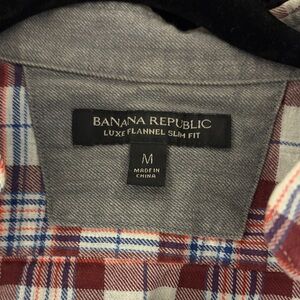 BANANA REPUBLIC
LUXE FLANNEL SLIM FIT
M
MADE IN
CHINA